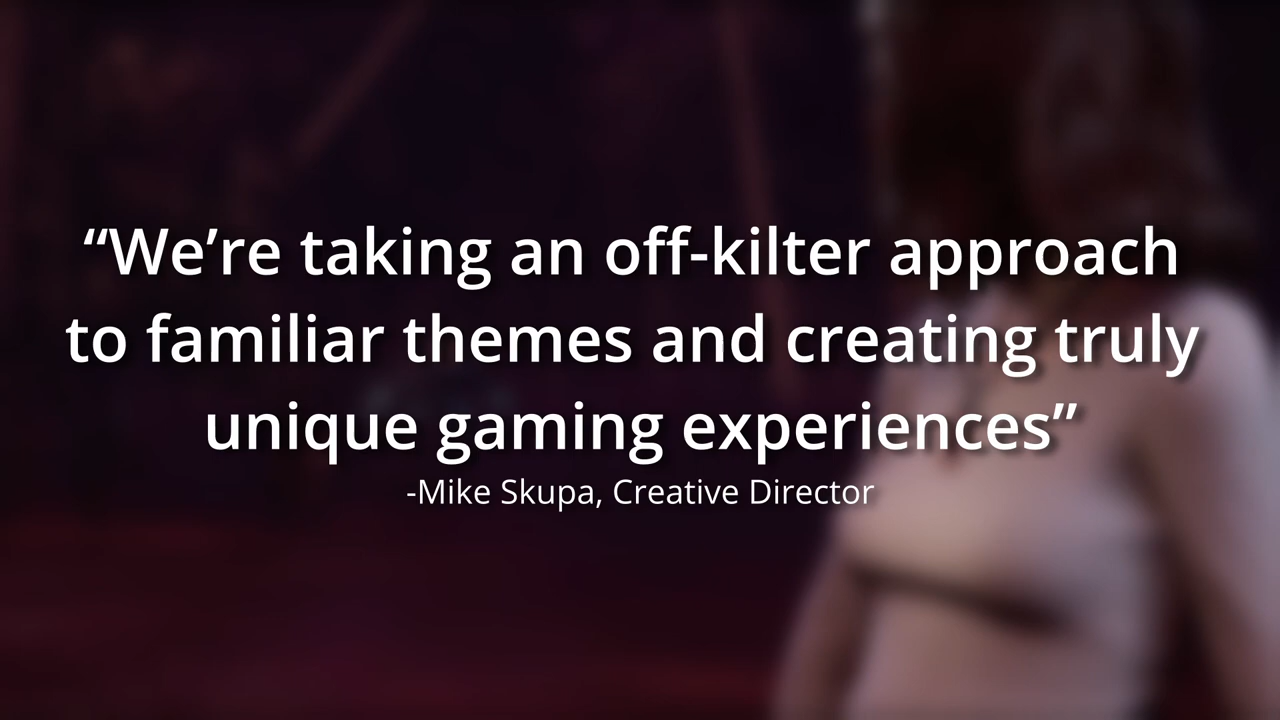 “We’re taking an off-kilter approach
to familiar themes and creating truly
unique gaming experiences”
-Mike Skupa, Creative Director